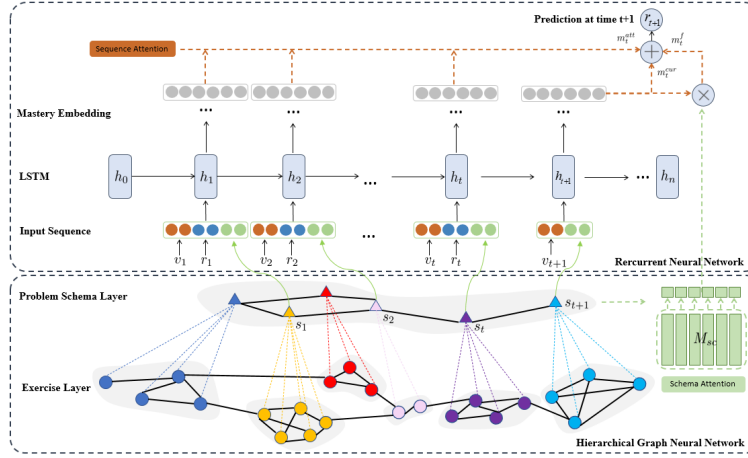 Prediction at time t+1
r_{t+1}
m_t^{att}
m_t^f
Sequence Attention
+
m_t^{cur}
×
Mastery Embedding
... ... ... ...
LSTM
h_0 h_1 h_2 ... h_t h_{t+1} ... h_n
Input Sequence
...
v_1 r_1 v_2 r_2 v_t r_t v_{t+1}
Rercurrent Neural Network
Problem Schema Layer
s_1 s_2 s_t s_{t+1}
M_{sc}
Exercise Layer
Schema Attention
Hierarchical Graph Neural Network